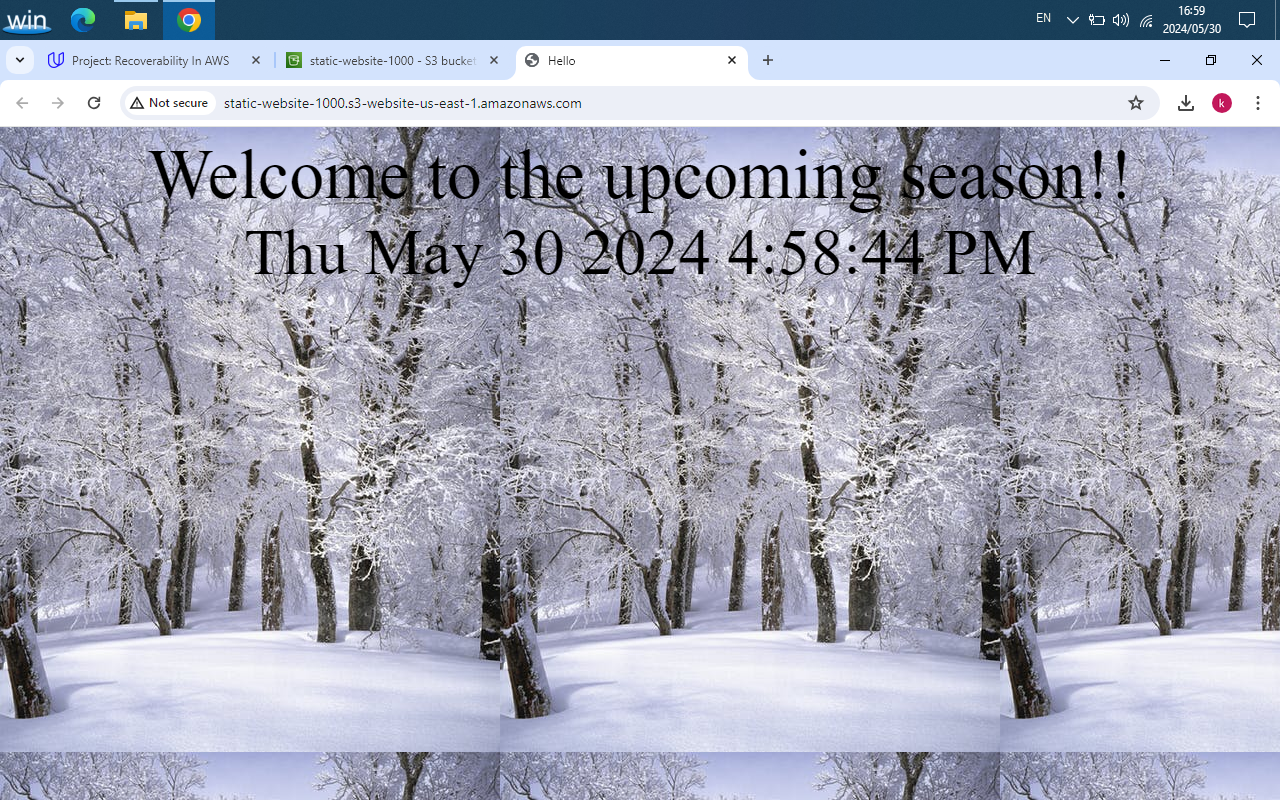 win
EN
16:59
2024/05/30
Project: Recoverability In AWS
static-website-1000 - S3 bucket
Hello
Not secure
static-website-1000.s3-website-us-east-1.amazonaws.com
k
Welcome to the upcoming season!!
Thu May 30 2024 4:58:44 PM